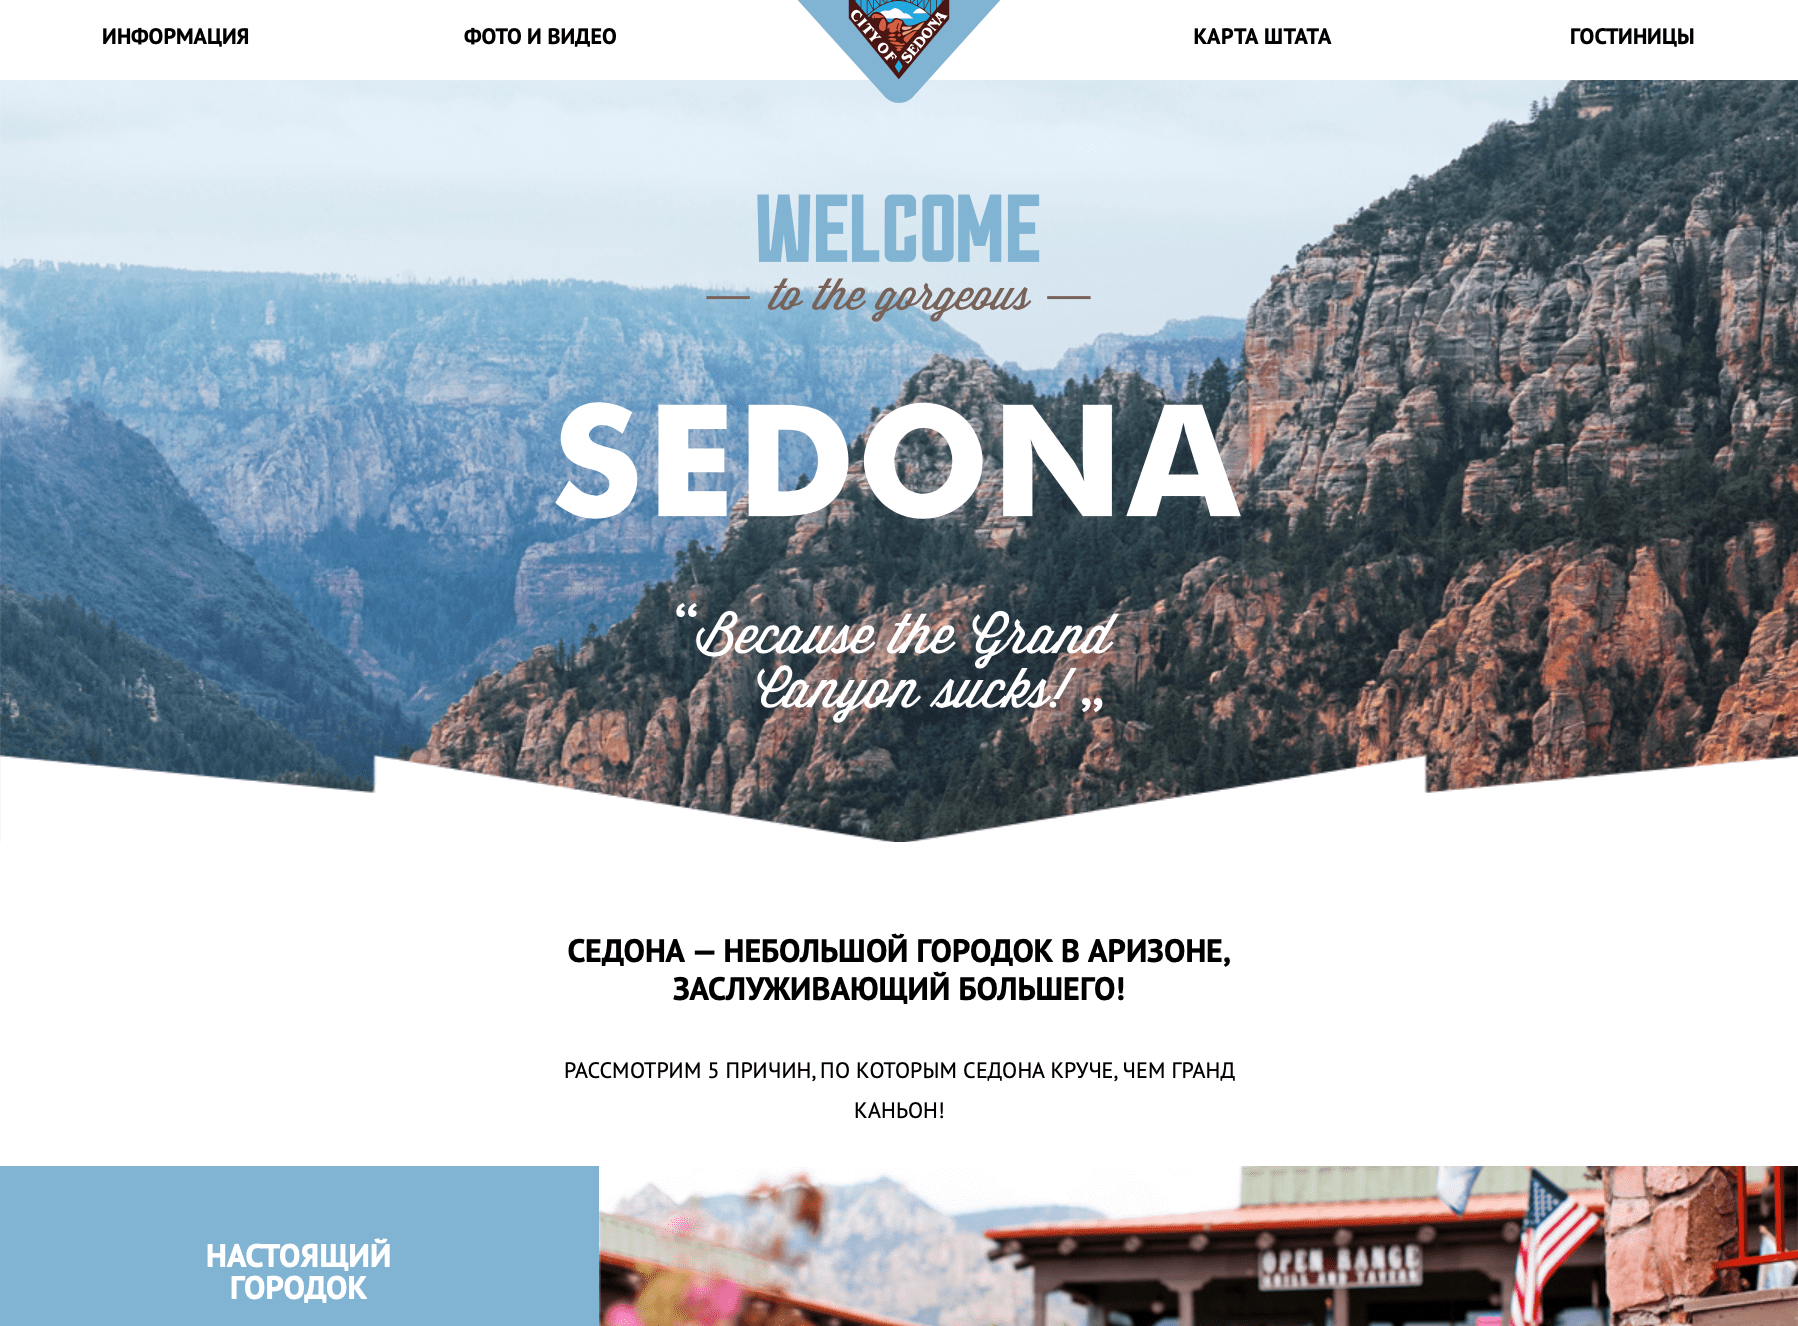 ИНФОРМАЦИЯ
ФОТО И ВИДЕО
CITY OF SEDONA
КАРТА ШТАТА
ГОСТИНИЦЫ
WELCOME
to the gorgeous
SEDONA
“Because the Grand
Canyon sucks!„
СЕДОНА — НЕБОЛЬШОЙ ГОРОДОК В АРИЗОНЕ,
ЗАСЛУЖИВАЮЩИЙ БОЛЬШЕГО!
РАССМОТРИМ 5 ПРИЧИН, ПО КОТОРЫМ СЕДОНА КРУЧЕ, ЧЕМ ГРАНД
КАНЬОН!
НАСТОЯЩИЙ
ГОРОДОК
OPEN RANGE
GRILL AND TAVERN